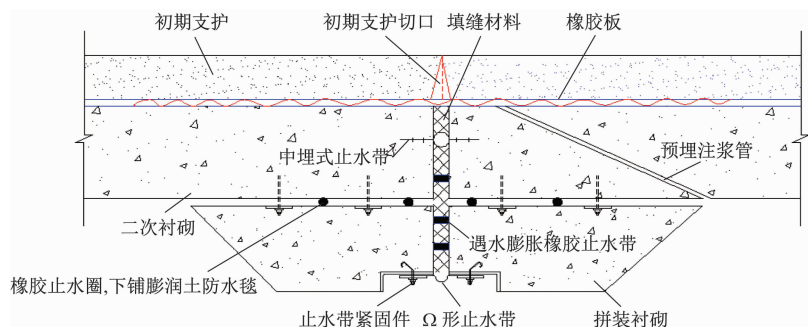 初期支护
初期支护切口
填缝材料
橡胶板
中埋式止水带
预埋注浆管
二次衬砌
遇水膨胀橡胶止水带
橡胶止水圈,下铺膨润土防水毯
止水带紧固件
Ω 形止水带
拼装衬砌